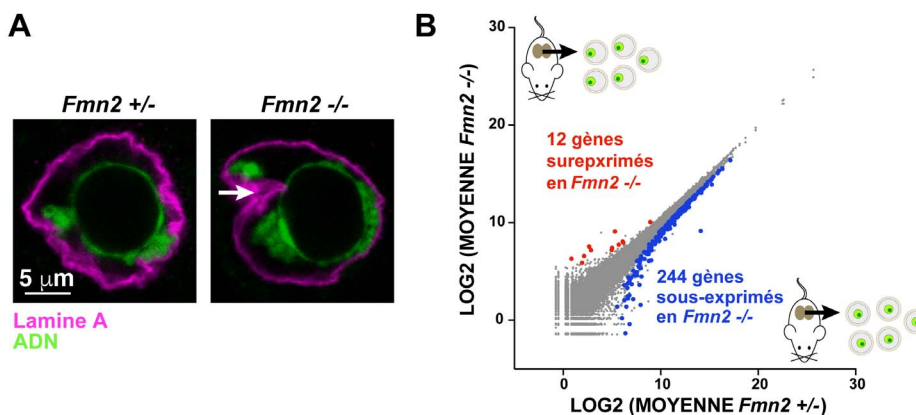 A
Fmn2 +/-
Fmn2 -/-
5 µm
Lamine A
ADN
B
LOG2 (MOYENNE Fmn2 -/-)
30
20
10
0
12 gènes
surepxrimés
en Fmn2 -/-
244 gènes
sous-exprimés
en Fmn2 -/-
0
10
20
30
LOG2 (MOYENNE Fmn2 +/-)